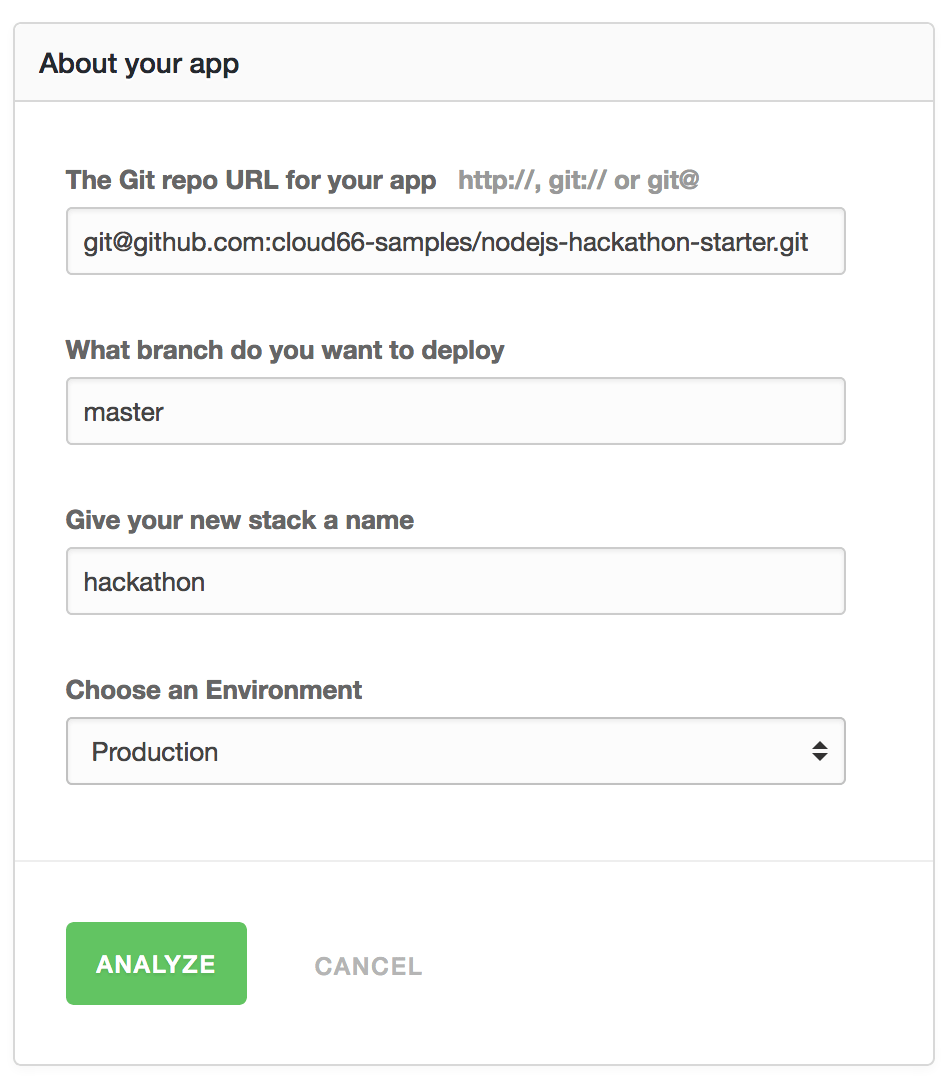 About your app
The Git repo URL for your app http://, git:// or git@
git@github.com:cloud66-samples/nodejs-hackathon-starter.git
What branch do you want to deploy
master
Give your new stack a name
hackathon
Choose an Environment
Production
ANALYZE CANCEL